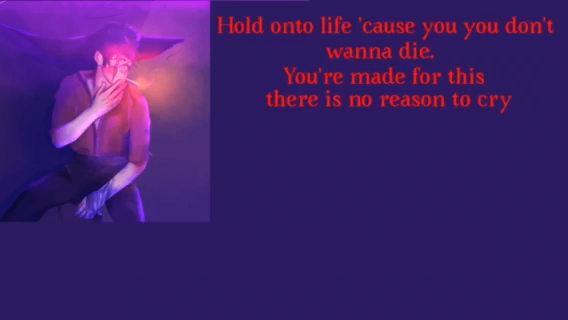 Hold onto life 'cause you you don't
wanna die.
You're made for this
there is no reason to cry